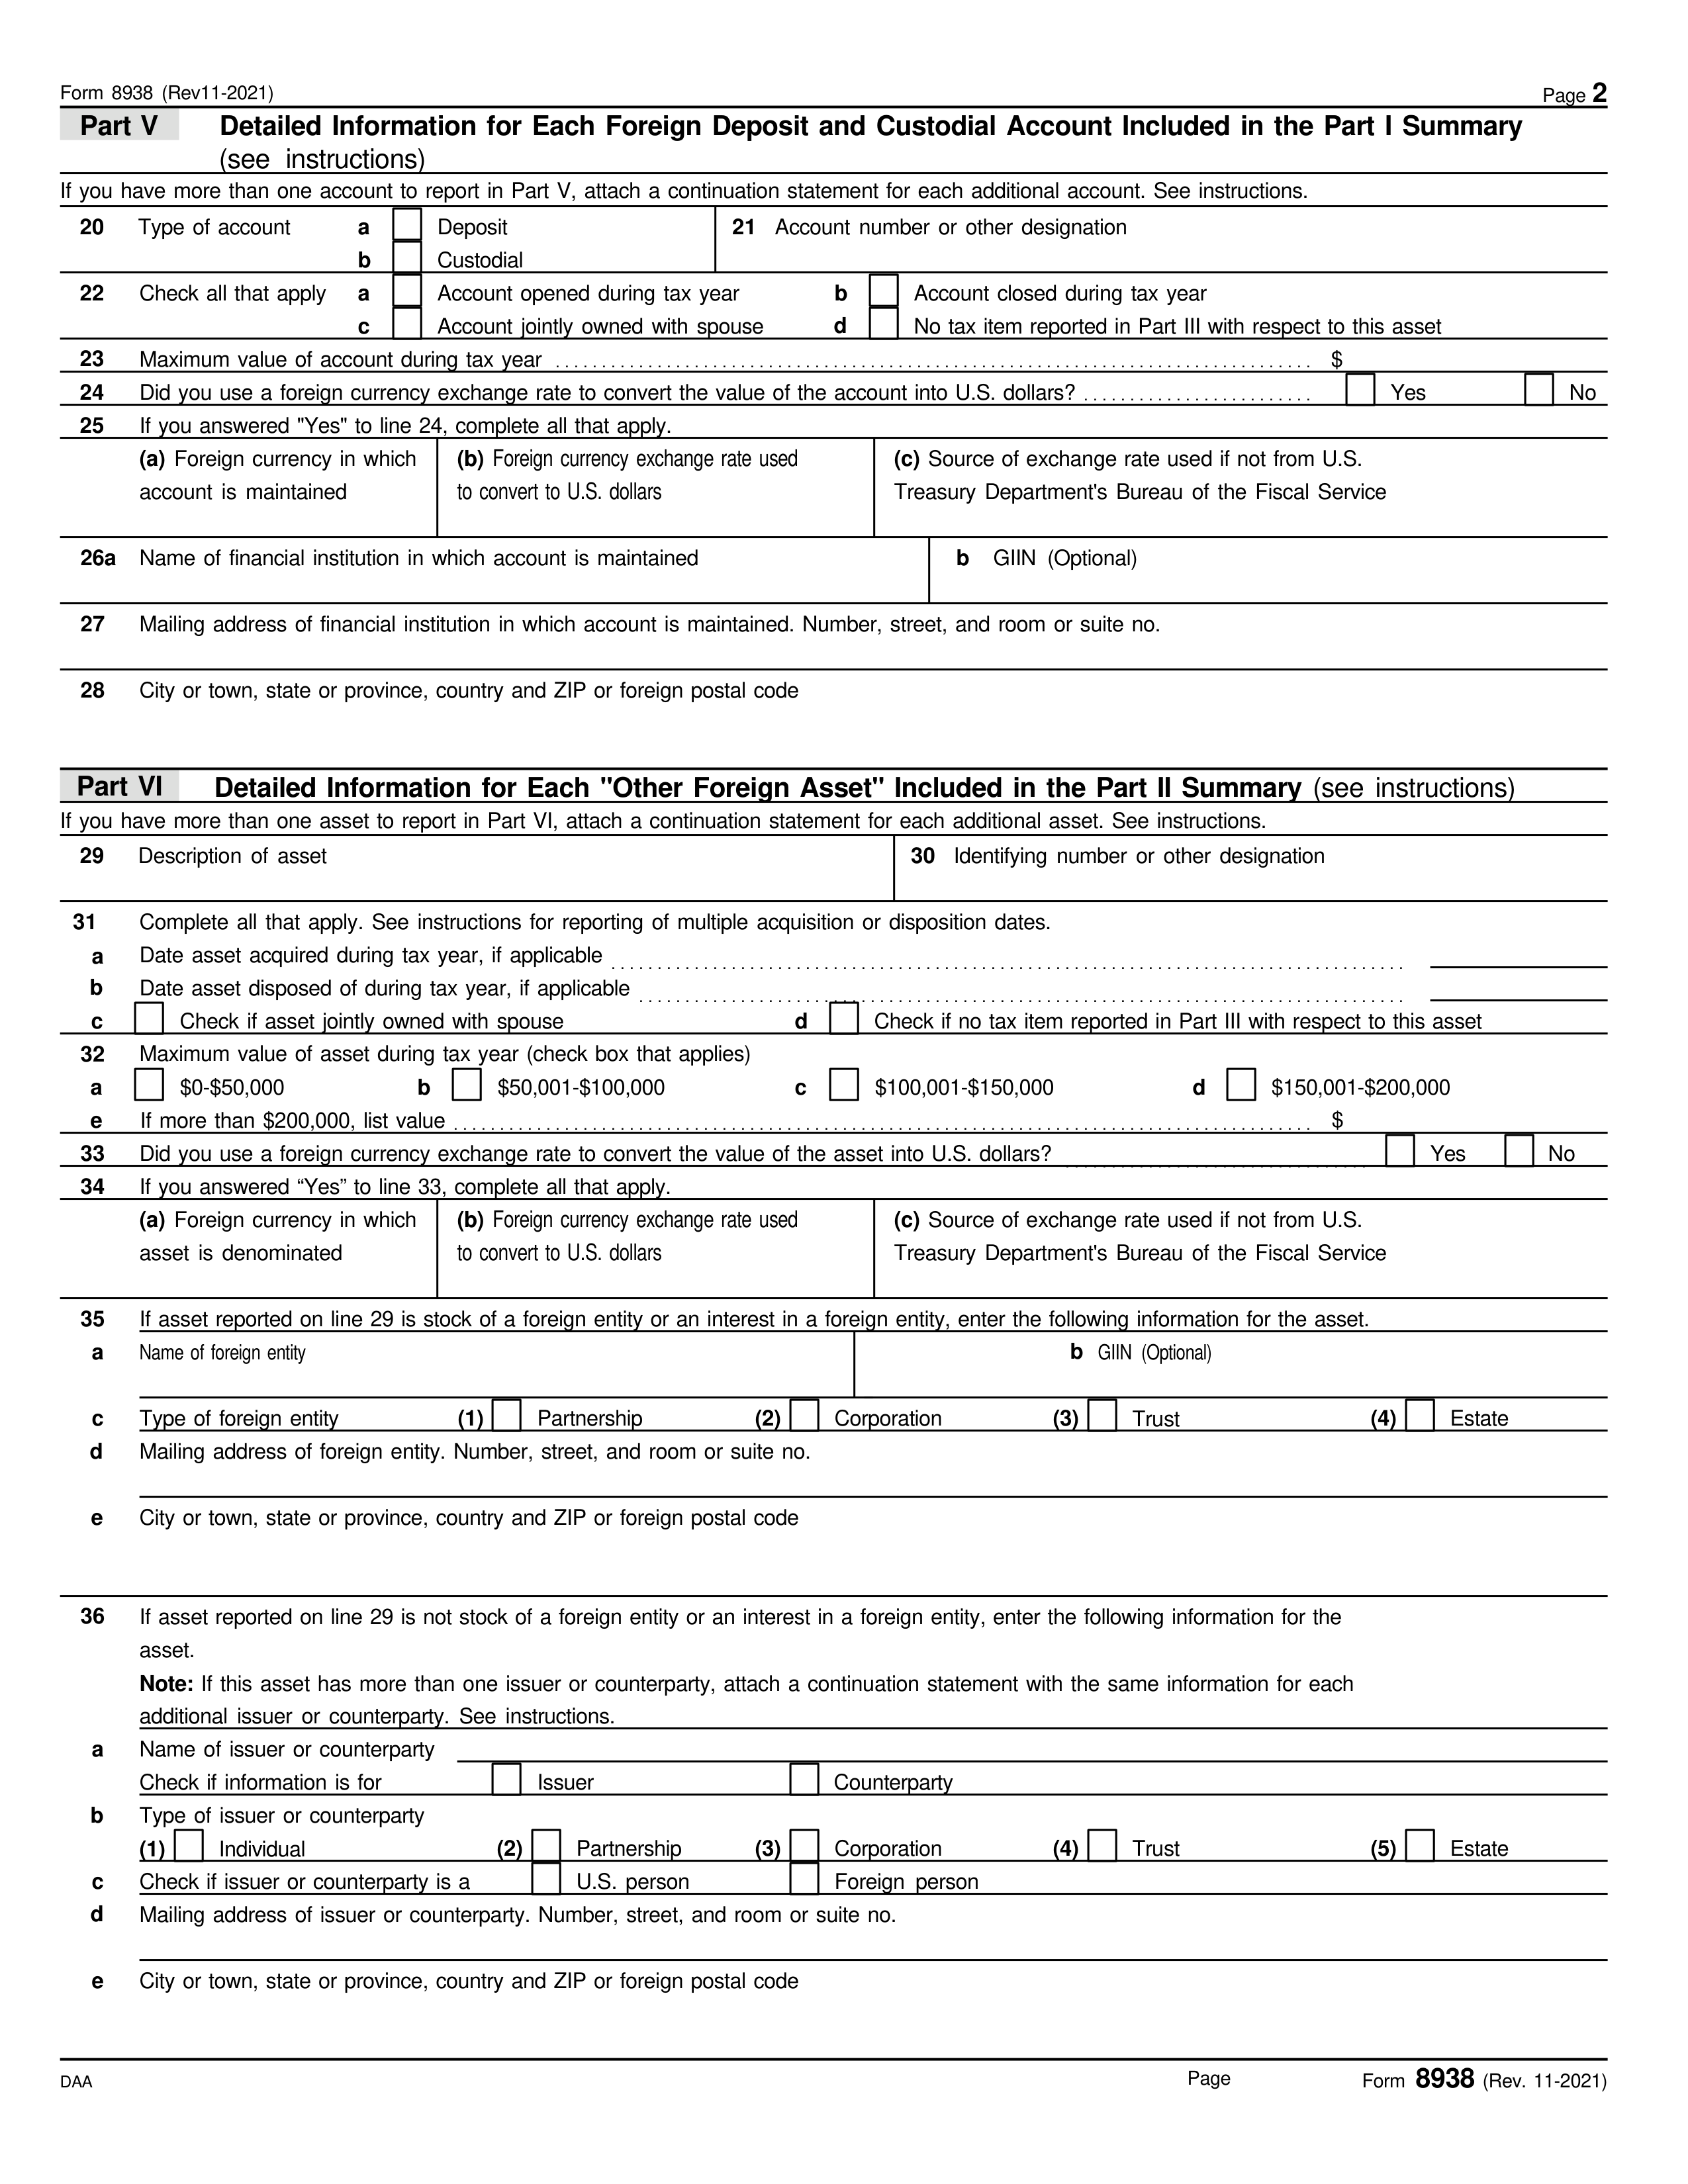 Form 8938 (Rev11-2021) Page 2
Part V Detailed Information for Each Foreign Deposit and Custodial Account Included in the Part I Summary
(see instructions)
If you have more than one account to report in Part V, attach a continuation statement for each additional account. See instructions.
20 Type of account a Deposit 21 Account number or other designation
b Custodial
22 Check all that apply a Account opened during tax year b Account closed during tax year
c Account jointly owned with spouse d No tax item reported in Part III with respect to this asset
23 Maximum value of account during tax year $
24 Did you use a foreign currency exchange rate to convert the value of the account into U.S. dollars? Yes No
25 If you answered "Yes" to line 24, complete all that apply.
(a) Foreign currency in which (b) Foreign currency exchange rate used (c) Source of exchange rate used if not from U.S.
account is maintained to convert to U.S. dollars Treasury Department's Bureau of the Fiscal Service
26a Name of financial institution in which account is maintained b GIIN (Optional)
27 Mailing address of financial institution in which account is maintained. Number, street, and room or suite no.
28 City or town, state or province, country and ZIP or foreign postal code
Part VI Detailed Information for Each "Other Foreign Asset" Included in the Part II Summary (see instructions)
If you have more than one asset to report in Part VI, attach a continuation statement for each additional asset. See instructions.
29 Description of asset 30 Identifying number or other designation
31 Complete all that apply. See instructions for reporting of multiple acquisition or disposition dates.
a Date asset acquired during tax year, if applicable
b Date asset disposed of during tax year, if applicable
c Check if asset jointly owned with spouse d Check if no tax item reported in Part III with respect to this asset
32 Maximum value of asset during tax year (check box that applies)
a $0-$50,000 b $50,001-$100,000 c $100,001-$150,000 d $150,001-$200,000
e If more than $200,000, list value $
33 Did you use a foreign currency exchange rate to convert the value of the asset into U.S. dollars? Yes No
34 If you answered “Yes” to line 33, complete all that apply.
(a) Foreign currency in which (b) Foreign currency exchange rate used (c) Source of exchange rate used if not from U.S.
asset is denominated to convert to U.S. dollars Treasury Department's Bureau of the Fiscal Service
35 If asset reported on line 29 is stock of a foreign entity or an interest in a foreign entity, enter the following information for the asset.
a Name of foreign entity b GIIN (Optional)
c Type of foreign entity (1) Partnership (2) Corporation (3) Trust (4) Estate
d Mailing address of foreign entity. Number, street, and room or suite no.
e City or town, state or province, country and ZIP or foreign postal code
36 If asset reported on line 29 is not stock of a foreign entity or an interest in a foreign entity, enter the following information for the
asset.
Note: If this asset has more than one issuer or counterparty, attach a continuation statement with the same information for each
additional issuer or counterparty. See instructions.
a Name of issuer or counterparty
Check if information is for Issuer Counterparty
b Type of issuer or counterparty
(1) Individual (2) Partnership (3) Corporation (4) Trust (5) Estate
c Check if issuer or counterparty is a U.S. person Foreign person
d Mailing address of issuer or counterparty. Number, street, and room or suite no.
e City or town, state or province, country and ZIP or foreign postal code
DAA Page Form 8938 (Rev. 11-2021)